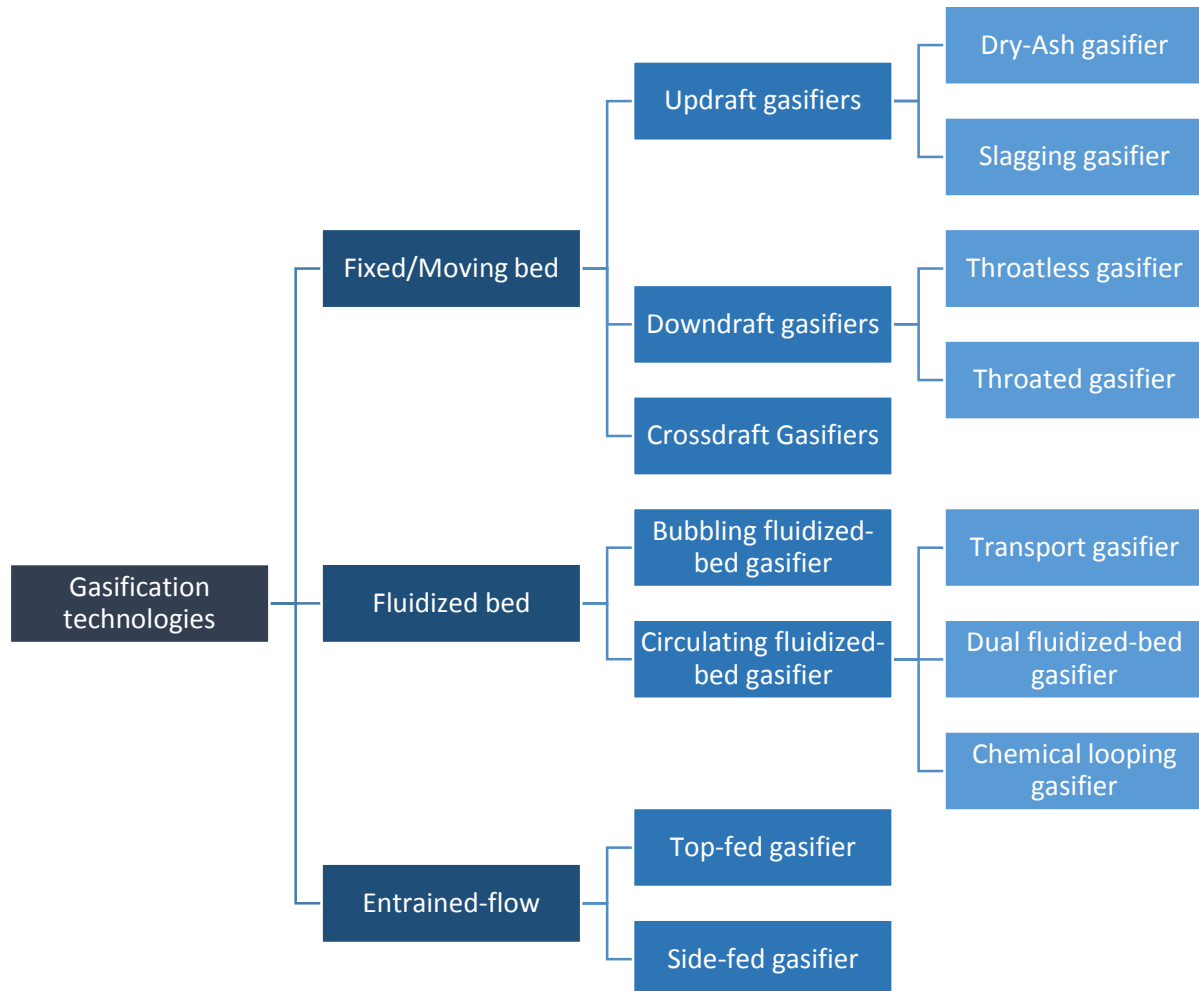 Gasification
technologies
Fixed/Moving bed
Updraft gasifiers
Dry-Ash gasifier
Slagging gasifier
Downdraft gasifiers
Throatless gasifier
Throated gasifier
Crossdraft Gasifiers
Fluidized bed
Bubbling fluidized-
bed gasifier
Circulating fluidized-
bed gasifier
Transport gasifier
Dual fluidized-bed
gasifier
Chemical looping
gasifier
Entrained-flow
Top-fed gasifier
Side-fed gasifier